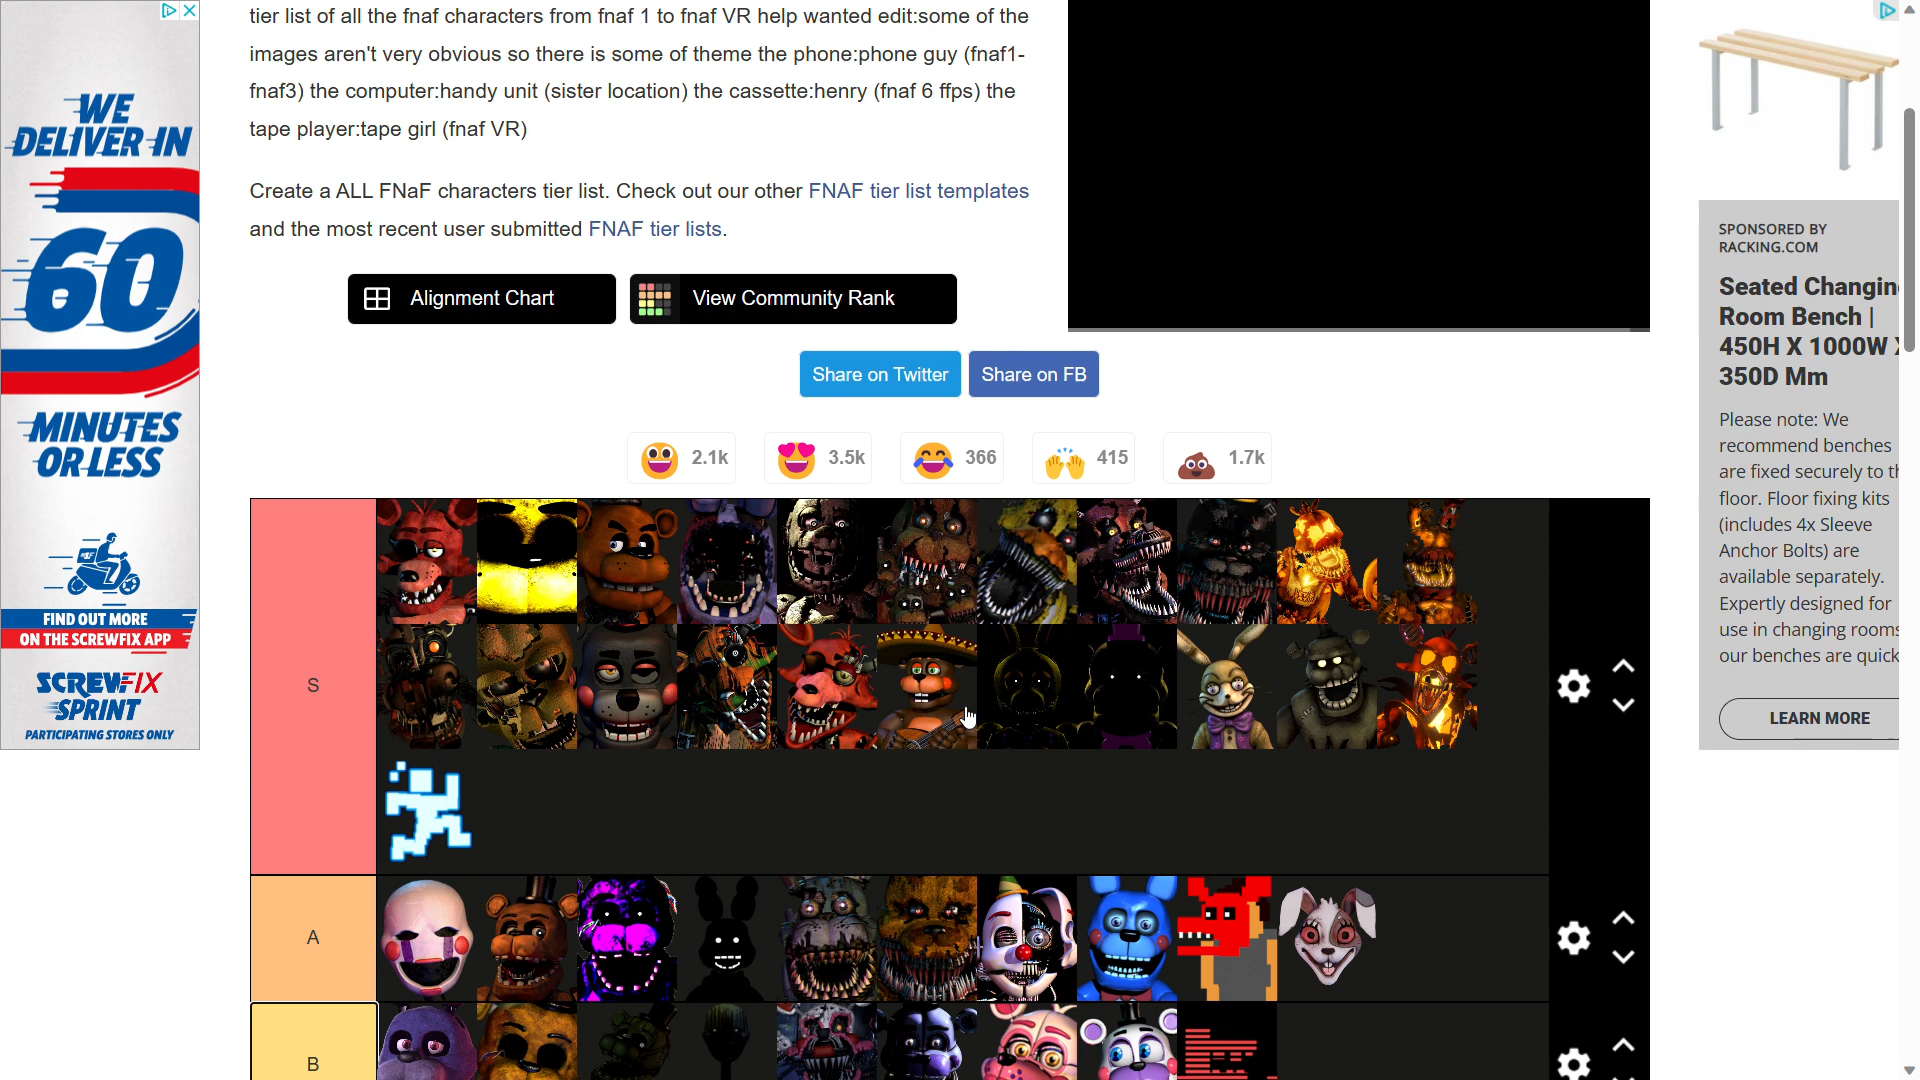 WE
DELIVER IN
60
MINUTES
OR LESS
FIND OUT MORE
ON THE SCREWFIX APP
SCREWFIX
SPRINT
PARTICIPATING STORES ONLY
tier list of all the fnaf characters from fnaf 1 to fnaf VR help wanted edit:some of the
images aren't very obvious so there is some of theme the phone:phone guy (fnaf1-
fnaf3) the computer:handy unit (sister location) the cassette:henry (fnaf 6 ffps) the
tape player:tape girl (fnaf VR)
Create a ALL FNaF characters tier list. Check out our other FNAF tier list templates
and the most recent user submitted FNAF tier lists.
Alignment Chart
View Community Rank
Share on Twitter
Share on FB
2.1k
3.5k
366
415
1.7k
S
A
B
SPONSORED BY
RACKING.COM
Seated Changin
Room Bench |
450H X 1000W X
350D Mm
Please note: We
recommend benches
are fixed securely to th
floor. Floor fixing kits
(includes 4x Sleeve
Anchor Bolts) are
available separately.
Expertly designed for
use in changing rooms
our benches are quick
LEARN MORE